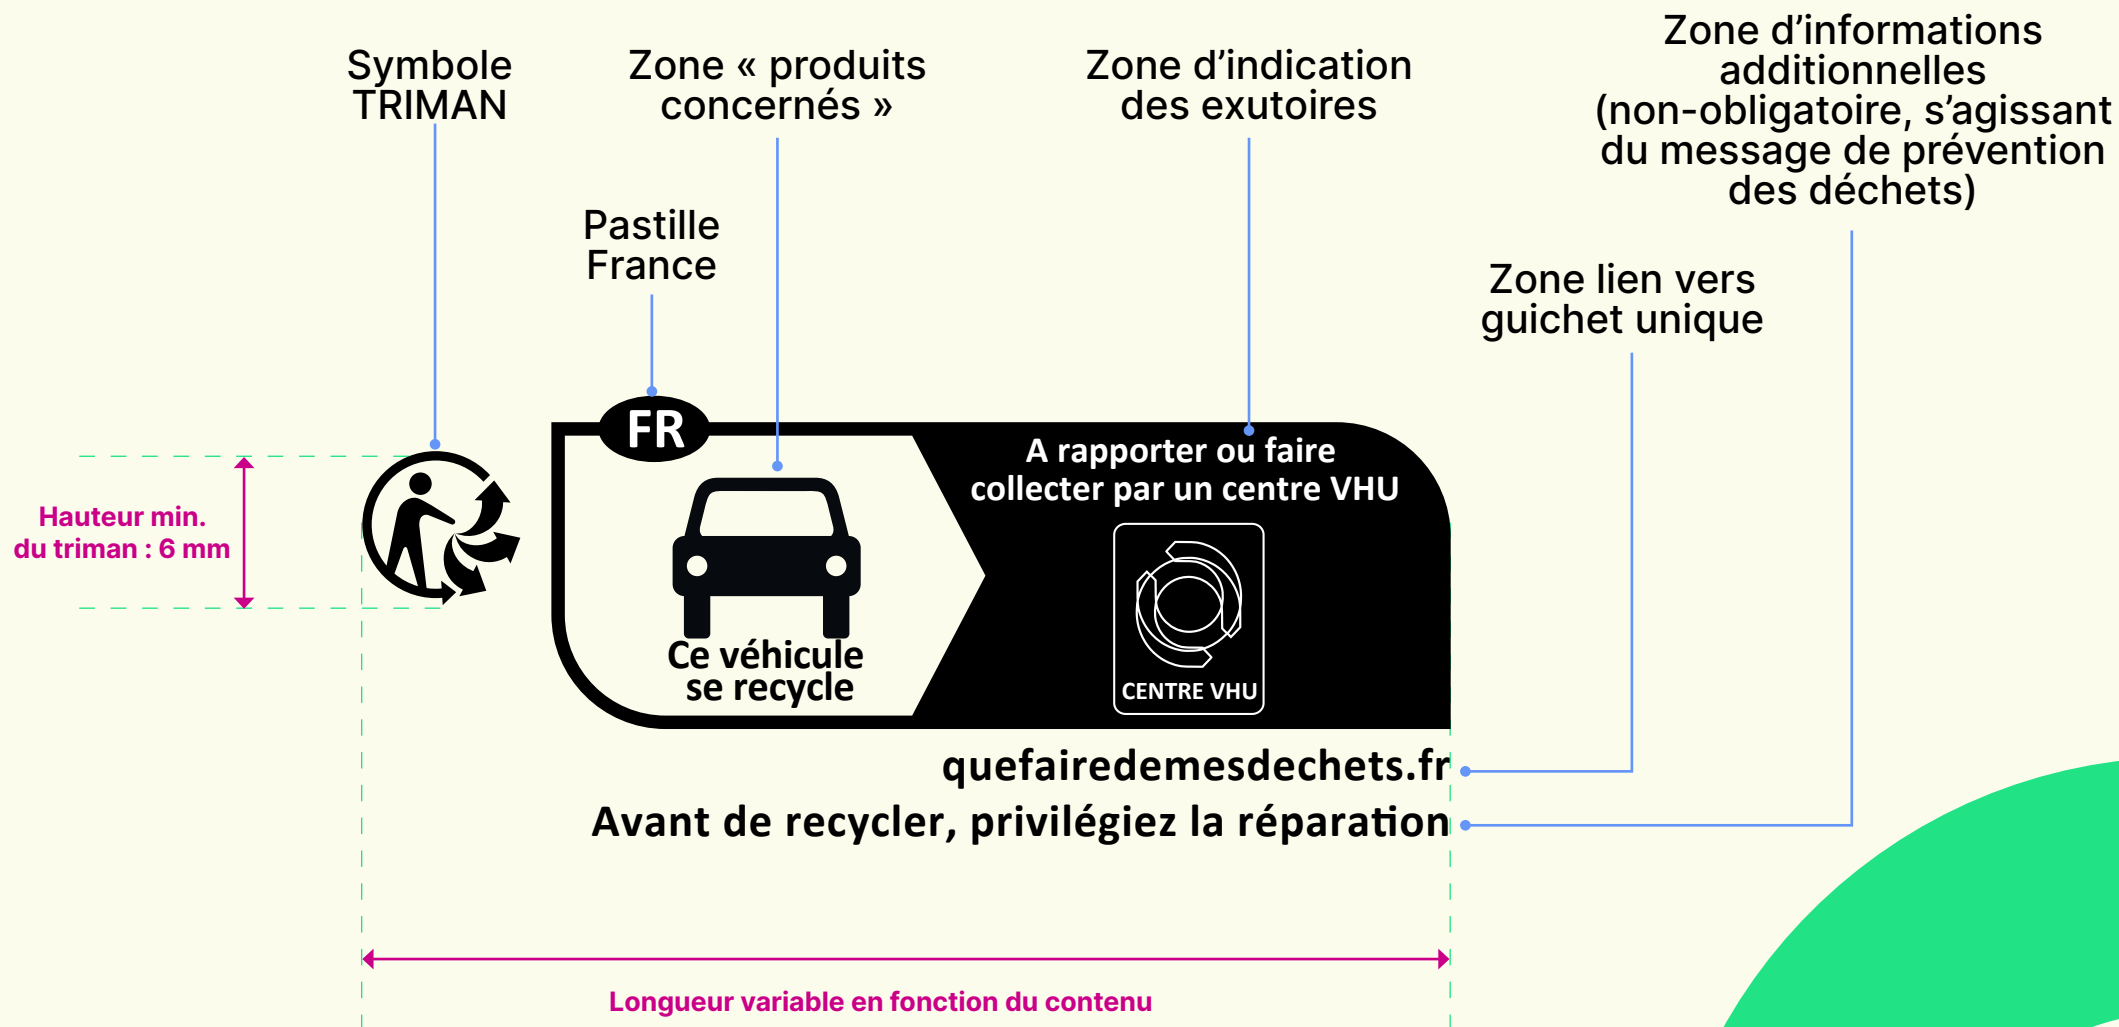 Symbole
TRIMAN
Zone « produits
concernés »
Zone d’indication
des exutoires
Zone d’informations
additionnelles
(non-obligatoire, s’agissant
du message de prévention
des déchets)
Pastille
France
Zone lien vers
guichet unique
Hauteur min.
du triman : 6 mm
FR
Ce véhicule
se recycle
A rapporter ou faire
collecter par un centre VHU
CENTRE VHU
quefairedemesdechets.fr
Avant de recycler, privilégiez la réparation
Longueur variable en fonction du contenu